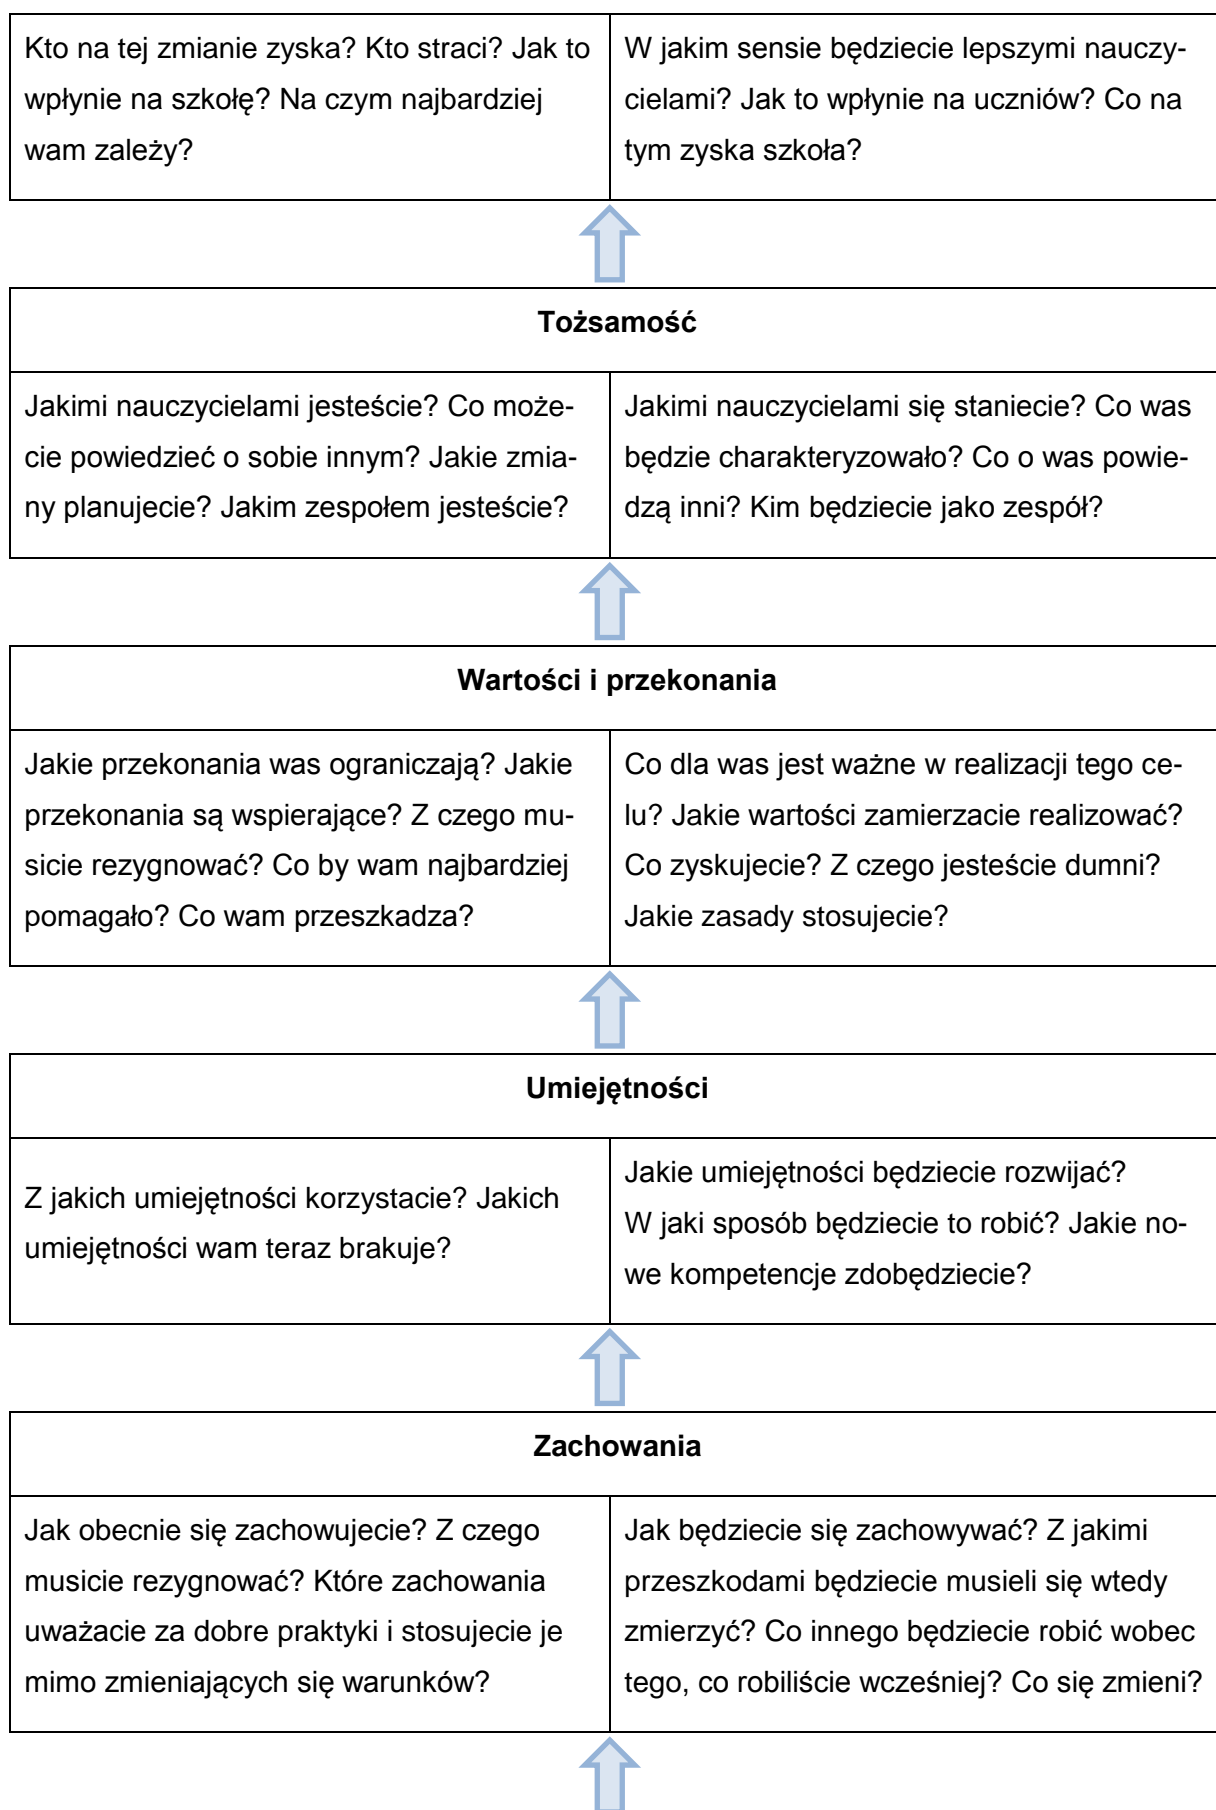 Kto na tej zmianie zyska? Kto straci? Jak to
wpłynie na szkołę? Na czym najbardziej
wam zależy?
W jakim sensie będziecie lepszymi nauczy-
cielami? Jak to wpłynie na uczniów? Co na
tym zyska szkoła?
Tożsamość
Jakimi nauczycielami jesteście? Co może-
cie powiedzieć o sobie innym? Jakie zmia-
ny planujecie? Jakim zespołem jesteście?
Jakimi nauczycielami się staniecie? Co was
będzie charakteryzowało? Co o was powie-
dzą inni? Kim będziecie jako zespół?
Wartości i przekonania
Jakie przekonania was ograniczają? Jakie
przekonania są wspierające? Z czego mu-
sicie rezygnować? Co by wam najbardziej
pomagało? Co wam przeszkadza?
Co dla was jest ważne w realizacji tego ce-
lu? Jakie wartości zamierzacie realizować?
Co zyskujecie? Z czego jesteście dumni?
Jakie zasady stosujecie?
Umiejętności
Z jakich umiejętności korzystacie? Jakich
umiejętności wam teraz brakuje?
Jakie umiejętności będziecie rozwijać?
W jaki sposób będziecie to robić? Jakie no-
we kompetencje zdobędziecie?
Zachowania
Jak obecnie się zachowujecie? Z czego
musicie rezygnować? Które zachowania
uważacie za dobre praktyki i stosujecie je
mimo zmieniających się warunków?
Jak będziecie się zachowywać? Z jakimi
przeszkodami będziecie musieli się wtedy
zmierzyć? Co innego będziecie robić wobec
tego, co robiliście wcześniej? Co się zmieni?